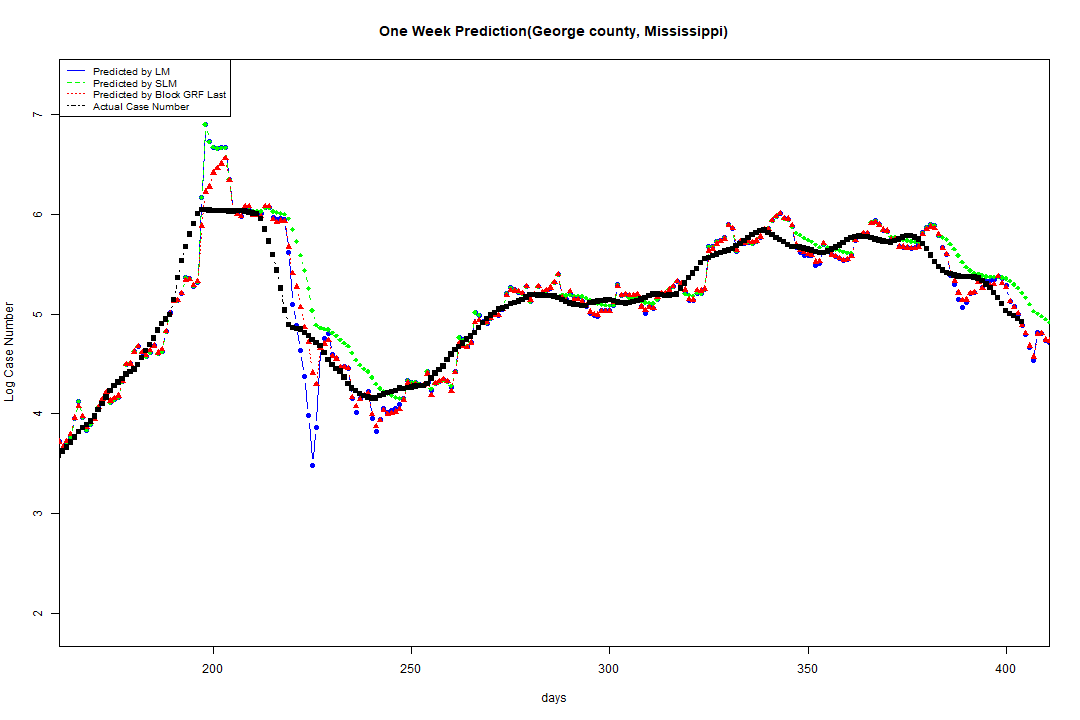 One Week Prediction(George county, Mississippi)
Predicted by LM
Predicted by SLM
Predicted by Block GRF Last
Actual Case Number
Log Case Number
7
6
5
4
3
2
200 250 300 350 400
days